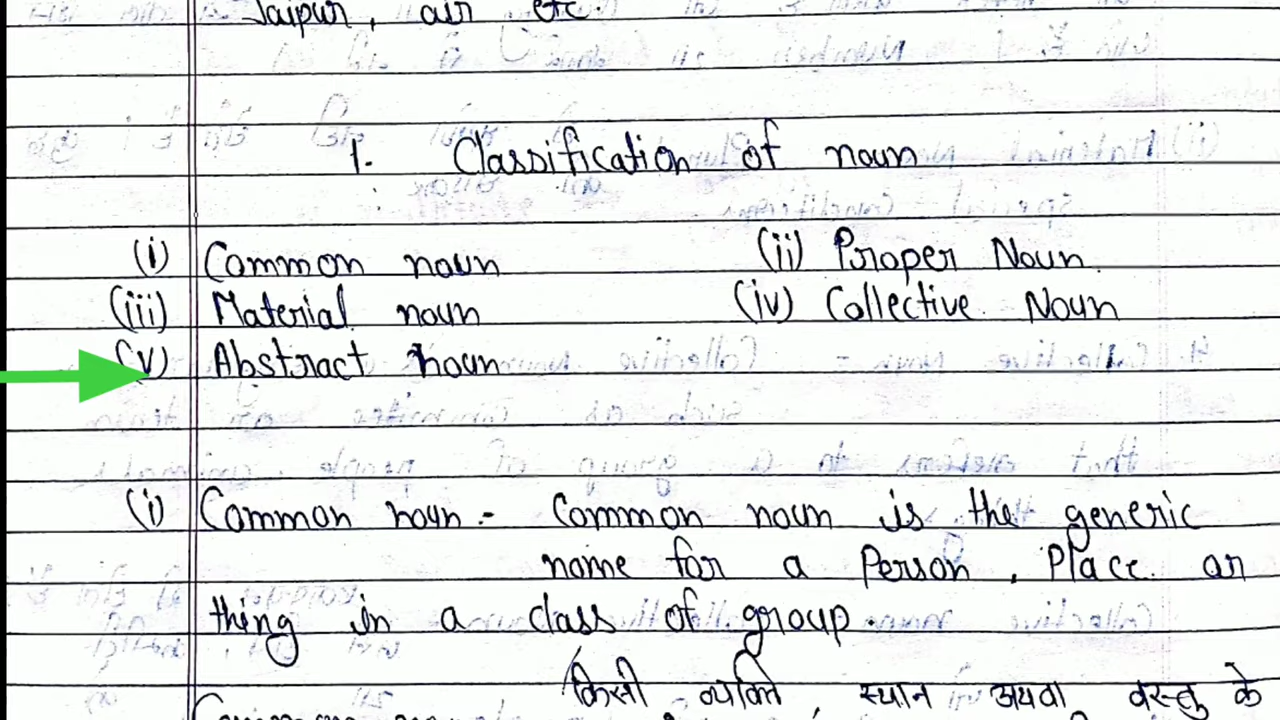 Jaipur, air etc.
1. Classification of noun
(i) Common noun (ii) Proper Noun.
(iii) Material noun (iv) Collective Noun
(v) Abstract noun
(i) Common noun :- Common noun is the generic
name for a Person, Place or
thing in a class of group.
किसी व्यक्ति, स्थान अथवा वस्तु के